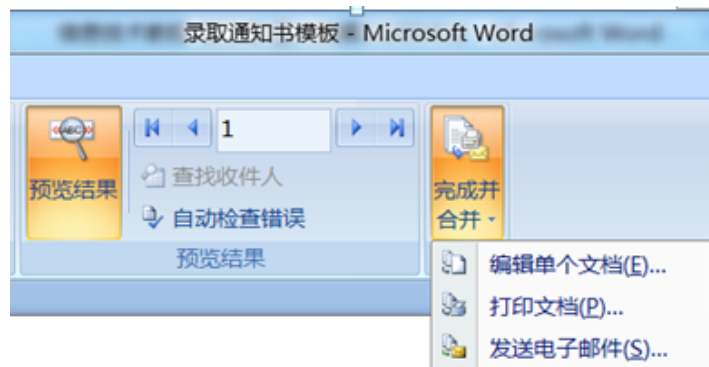 录取通知书模板 - Microsoft Word
ABC
1
预览结果
查找收件人
自动检查错误
预览结果
完成并
合并
编辑单个文档(E)...
打印文档(P)...
发送电子邮件(S)...